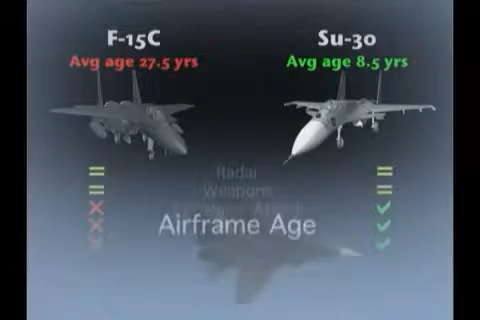 F-15C Su-30
Avg age 27.5 yrs Avg age 8.5 yrs
Radar
Weapons
Airframe Age